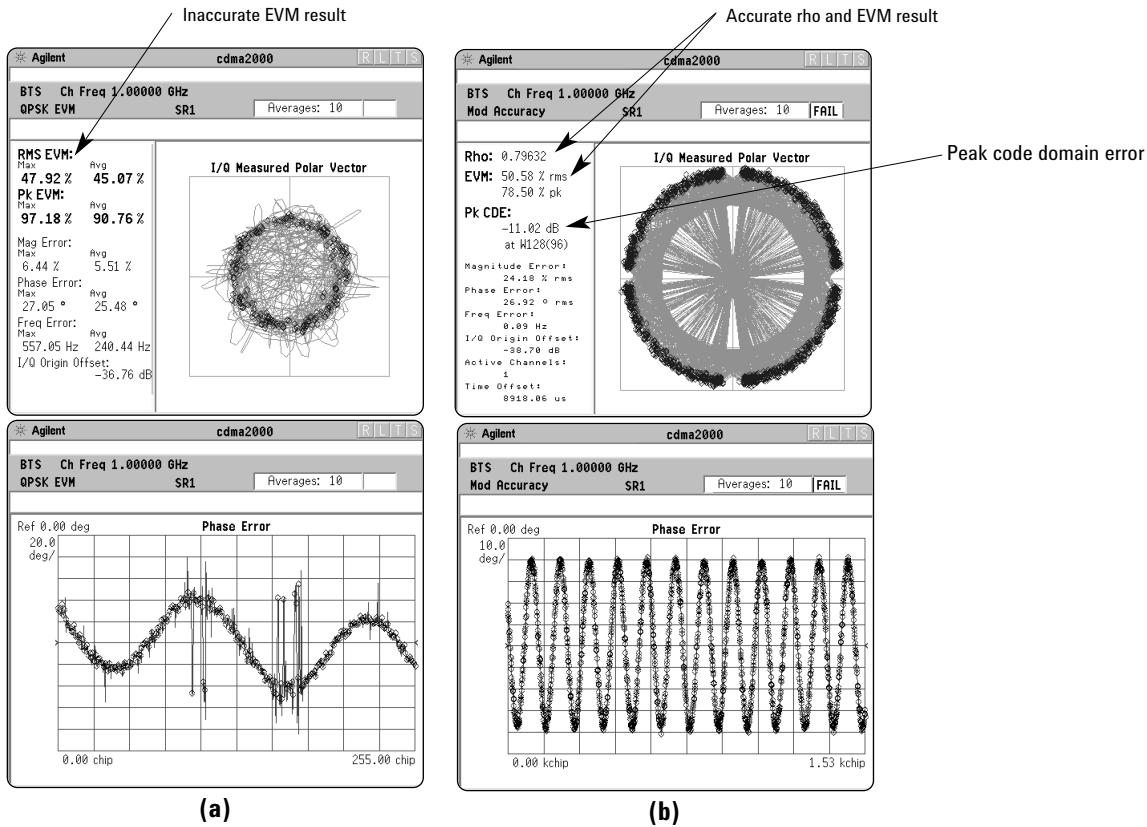 Inaccurate EVM result
Accurate rho and EVM result
Agilent cdma2000 R L T S
BTS Ch Freq 1.00000 GHz
QPSK EVM SR1 Averages: 10
RMS EVM:
Max Avg
47.92 % 45.07 %
Pk EVM:
Max Avg
97.18 % 90.76 %
Mag Error:
Max Avg
6.44 % 5.51 %
Phase Error:
Max Avg
27.05 ° 25.48 °
Freq Error:
Max Avg
557.05 Hz 240.44 Hz
I/Q Origin Offset:
-36.76 dB
I/Q Measured Polar Vector
Agilent cdma2000 R L T S
BTS Ch Freq 1.00000 GHz
Mod Accuracy SR1 Averages: 10 FAIL
Rho: 0.79632
EVM: 50.58 % rms
78.50 % pk
Pk CDE:
-11.02 dB
at W128(96)
Magnitude Error:
24.18 % rms
Phase Error:
26.92 ° rms
Freq Error:
0.09 Hz
I/Q Origin Offset:
-38.70 dB
Active Channels:
1
Time Offset:
8918.06 us
I/Q Measured Polar Vector
Peak code domain error
Agilent cdma2000 R L T S
BTS Ch Freq 1.00000 GHz
QPSK EVM SR1 Averages: 10
Ref 0.00 deg Phase Error
20.0
deg/
0.00 chip 255.00 chip
(a)
Agilent cdma2000 R L T S
BTS Ch Freq 1.00000 GHz
Mod Accuracy SR1 Averages: 10 FAIL
Ref 0.00 deg Phase Error
10.0
deg/
0.00 kchip 1.53 kchip
(b)